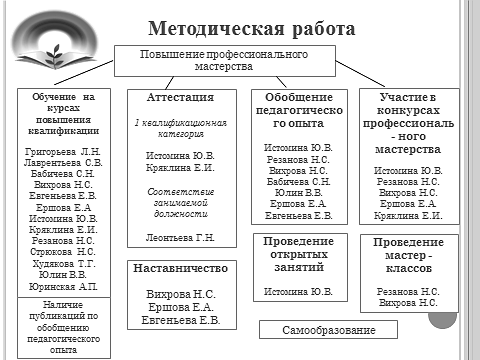 Методическая работа
Повышение профессионального
мастерства
Обучение на
курсах
повышения
квалификации
Григорьева Л.Н.
Лаврентьева С.В.
Бабичева С.Н.
Вихрова Н.С.
Евгеньева Е.В.
Ершова Е.А
Истомина Ю.В.
Кряклина Е.И.
Резанова Н.С.
Стрюкова Н.С.
Худякова Т.Г.
Юлин В.В.
Юринская А.П.
Наличие
публикаций по
обобщению
педагогического
опыта
Аттестация
1 квалификационная
категория
Истомина Ю.В.
Кряклина Е.И.
Соответствие
занимаемой
должности
Леонтьева Г.Н.
Наставничество
Вихрова Н.С.
Ершова Е.А.
Евгеньева Е.В.
Обобщение
педагогическо
го опыта
Истомина Ю.В.
Резанова Н.С.
Вихрова Н.С.
Бабичева С.Н.
Юлин В.В.
Ершова Е.А.
Евгеньева Е.В.
Проведение
открытых
занятий
Истомина Ю.В.
Участие в
конкурсах
профессиональ
- ного
мастерства
Истомина Ю.В.
Резанова Н.С.
Вихрова Н.С.
Ершова Е.А.
Кряклина Е.И.
Проведение
мастер -
классов
Резанова Н.С.
Вихрова Н.С.
Самообразование